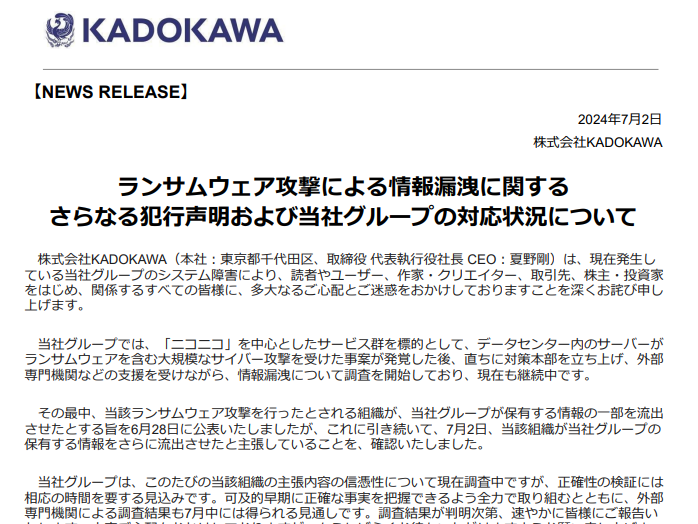 KADOKAWA
【NEWS RELEASE】
2024年7月2日
株式会社KADOKAWA
ランサムウェア攻撃による情報漏洩に関する
さらなる犯行声明および当社グループの対応状況について
株式会社KADOKAWA（本社：東京都千代田区、取締役 代表執行役社長 CEO：夏野剛）は、現在発生し
ている当社グループのシステム障害により、読者やユーザー、作家・クリエイター、取引先、株主・投資家
をはじめ、関係するすべての皆様に、多大なるご心配とご迷惑をおかけしておりますことを深くお詫び申し
上げます。
当社グループでは、「ニコニコ」を中心としたサービス群を標的として、データセンター内のサーバーが
ランサムウェアを含む大規模なサイバー攻撃を受けた事案が発覚した後、直ちに対策本部を立ち上げ、外部
専門機関などの支援を受けながら、情報漏洩について調査を開始しており、現在も継続中です。
その最中、当該ランサムウェア攻撃を行ったとされる組織が、当社グループが保有する情報の一部を流出
させたとする旨を6月28日に公表いたしましたが、これに引き続いて、7月2日、当該組織が当社グループの
保有する情報をさらに流出させたと主張していることを、確認いたしました。
当社グループは、このたびの当該組織の主張内容の信憑性について現在調査中ですが、正確性の検証には
相応の時間を要する見込みです。可及的早期に正確な事実を把握できるよう全力で取り組むとともに、外部
専門機関による調査結果も7月中には得られる見通しです。調査結果が判明次第、速やかに皆様にご報告い